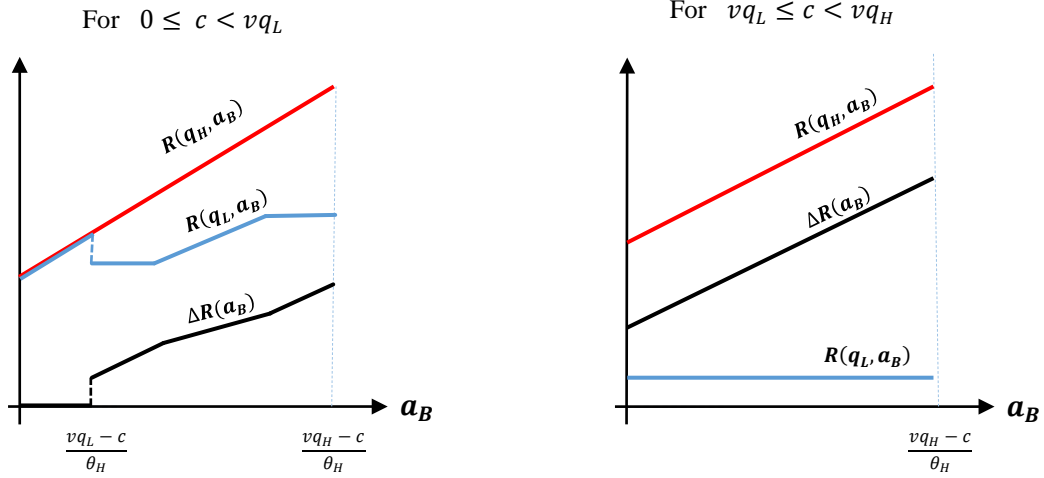 For 0 ≤ c < vq_L
R(q_H, a_B)
R(q_L, a_B)
ΔR(a_B)
a_B
vq_L − c
θ_H
vq_H − c
θ_H
For vq_L ≤ c < vq_H
R(q_H, a_B)
ΔR(a_B)
R(q_L, a_B)
a_B
vq_H − c
θ_H